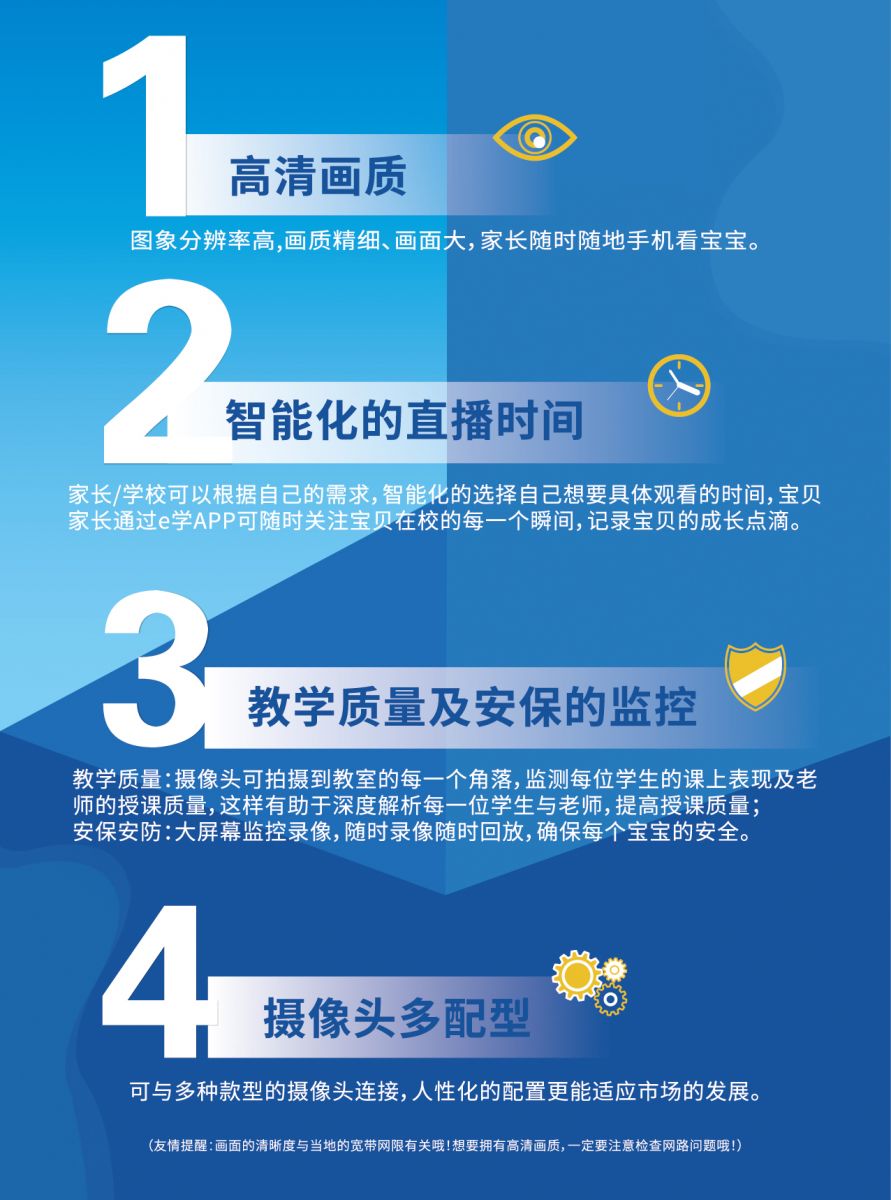 1
高清画质
图象分辨率高,画质精细、画面大，家长随时随地手机看宝宝。
2
智能化的直播时间
家长/学校可以根据自己的需求，智能化的选择自己想要具体观看的时间，宝贝
家长通过e学APP可随时关注宝贝在校的每一个瞬间，记录宝贝的成长点滴。
3
教学质量及安保的监控
教学质量：摄像头可拍摄到教室的每一个角落，监测每位学生的课上表现及老
师的授课质量，这样有助于深度解析每一位学生与老师，提高授课质量；
安保安防：大屏幕监控录像，随时录像随时回放，确保每个宝宝的安全。
4
摄像头多配型
可与多种款型的摄像头连接，人性化的配置更能适应市场的发展。
（友情提醒：画面的清晰度与当地的宽带网限有关哦！想要拥有高清画质，一定要注意检查网路问题哦！）